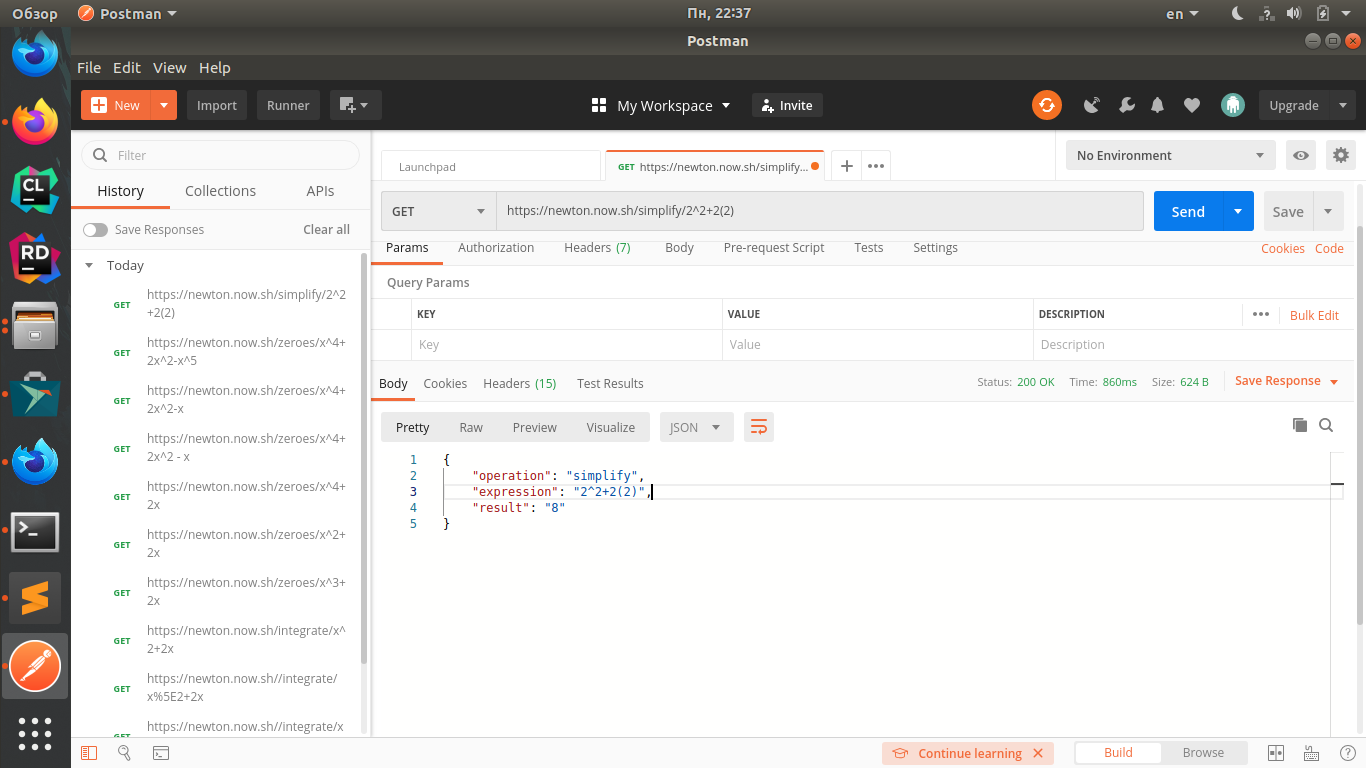 Обзор
Postman
Пн, 22:37
en
Postman
File Edit View Help
New
Import
Runner
My Workspace
Invite
Upgrade
Filter
History Collections APIs
Save Responses Clear all
Today
GET https://newton.now.sh/simplify/2^2
+2(2)
GET https://newton.now.sh/zeroes/x^4+
2x^2-x^5
GET https://newton.now.sh/zeroes/x^4+
2x^2-x
GET https://newton.now.sh/zeroes/x^4+
2x^2 - x
GET https://newton.now.sh/zeroes/x^4+
2x
GET https://newton.now.sh/zeroes/x^2+
2x
GET https://newton.now.sh/zeroes/x^3+
2x
GET https://newton.now.sh/integrate/x^
2+2x
GET https://newton.now.sh//integrate/
x%5E2+2x
GET https://newton.now.sh//integrate/x
Launchpad
GET https://newton.now.sh/simplify...
No Environment
GET https://newton.now.sh/simplify/2^2+2(2)
Send
Save
Params Authorization Headers (7) Body Pre-request Script Tests Settings Cookies Code
Query Params
KEY VALUE DESCRIPTION ••• Bulk Edit
Key Value Description
Body Cookies Headers (15) Test Results Status: 200 OK Time: 860ms Size: 624 B Save Response
Pretty Raw Preview Visualize JSON
1 {
2 "operation": "simplify",
3 "expression": "2^2+2(2)",
4 "result": "8"
5 }
Continue learning
Build Browse
CL
RD